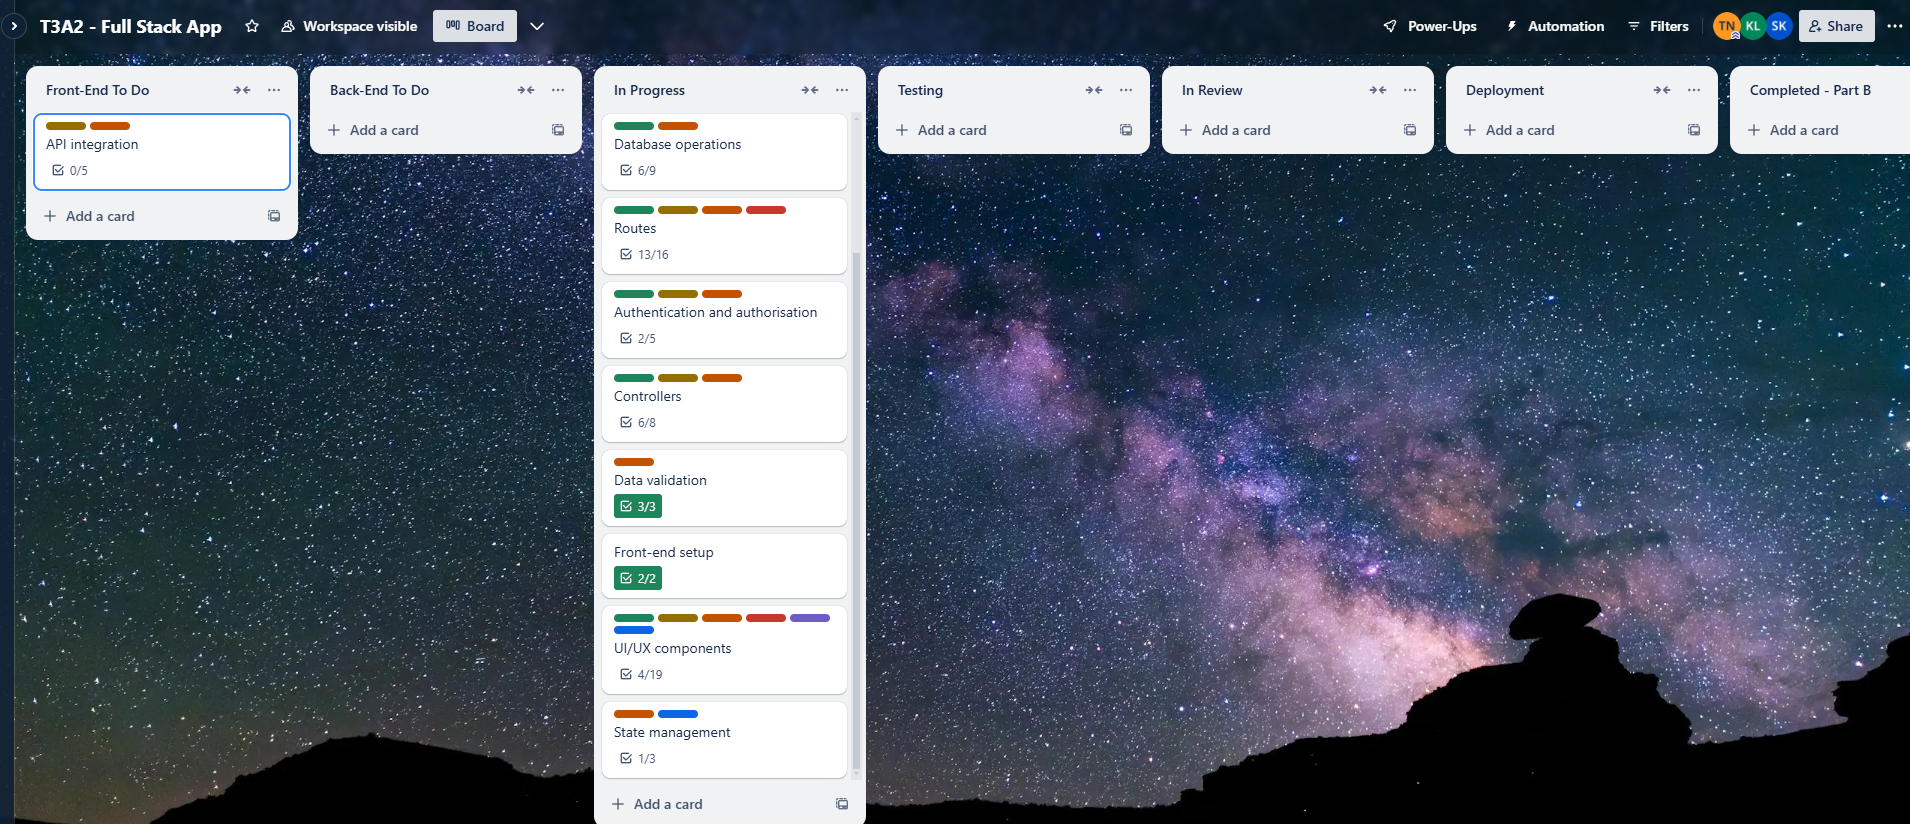 T3A2 - Full Stack App
Workspace visible
Board
Power-Ups
Automation
Filters
TN
KL
SK
Share
Front-End To Do
API integration
0/5
Add a card
Back-End To Do
Add a card
In Progress
Database operations
6/9
Routes
13/16
Authentication and authorisation
2/5
Controllers
6/8
Data validation
3/3
Front-end setup
2/2
UI/UX components
4/19
State management
1/3
Add a card
Testing
Add a card
In Review
Add a card
Deployment
Add a card
Completed - Part B
Add a card